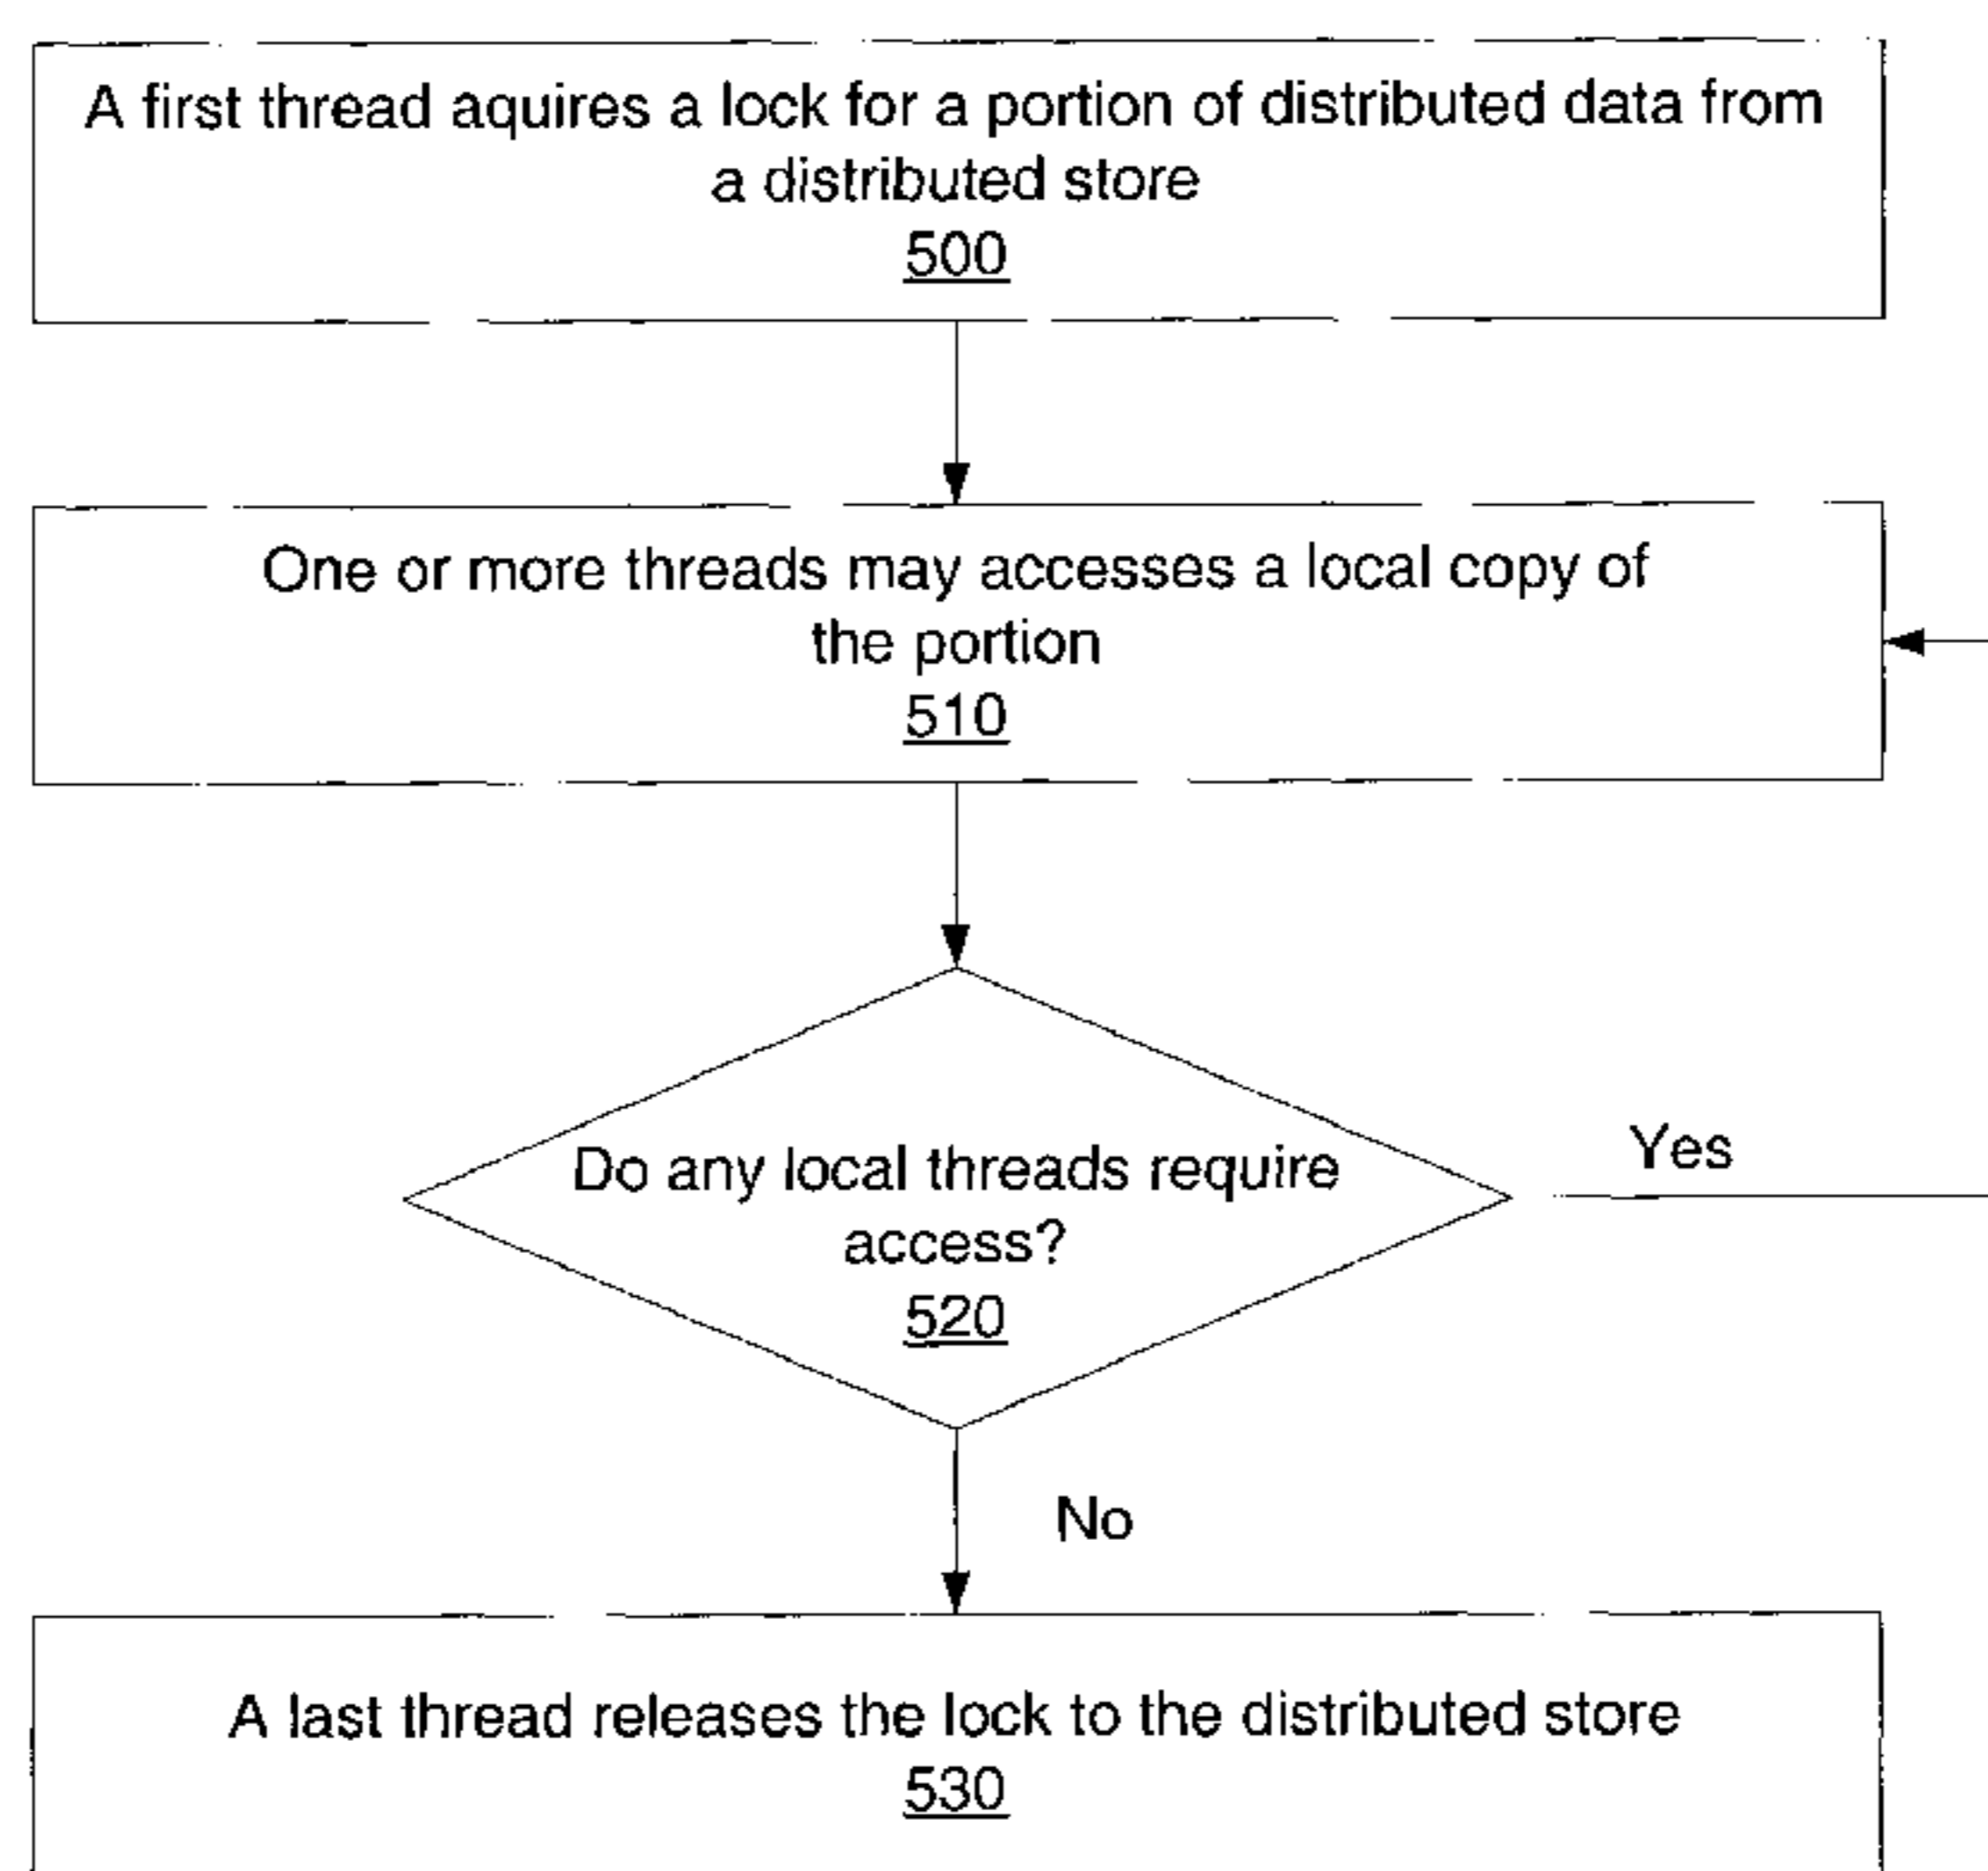 A first thread aquires a lock for a portion of distributed data from
a distributed store
500
One or more threads may accesses a local copy of
the portion
510
Do any local threads require
access?
520
Yes
No
A last thread releases the lock to the distributed store
530